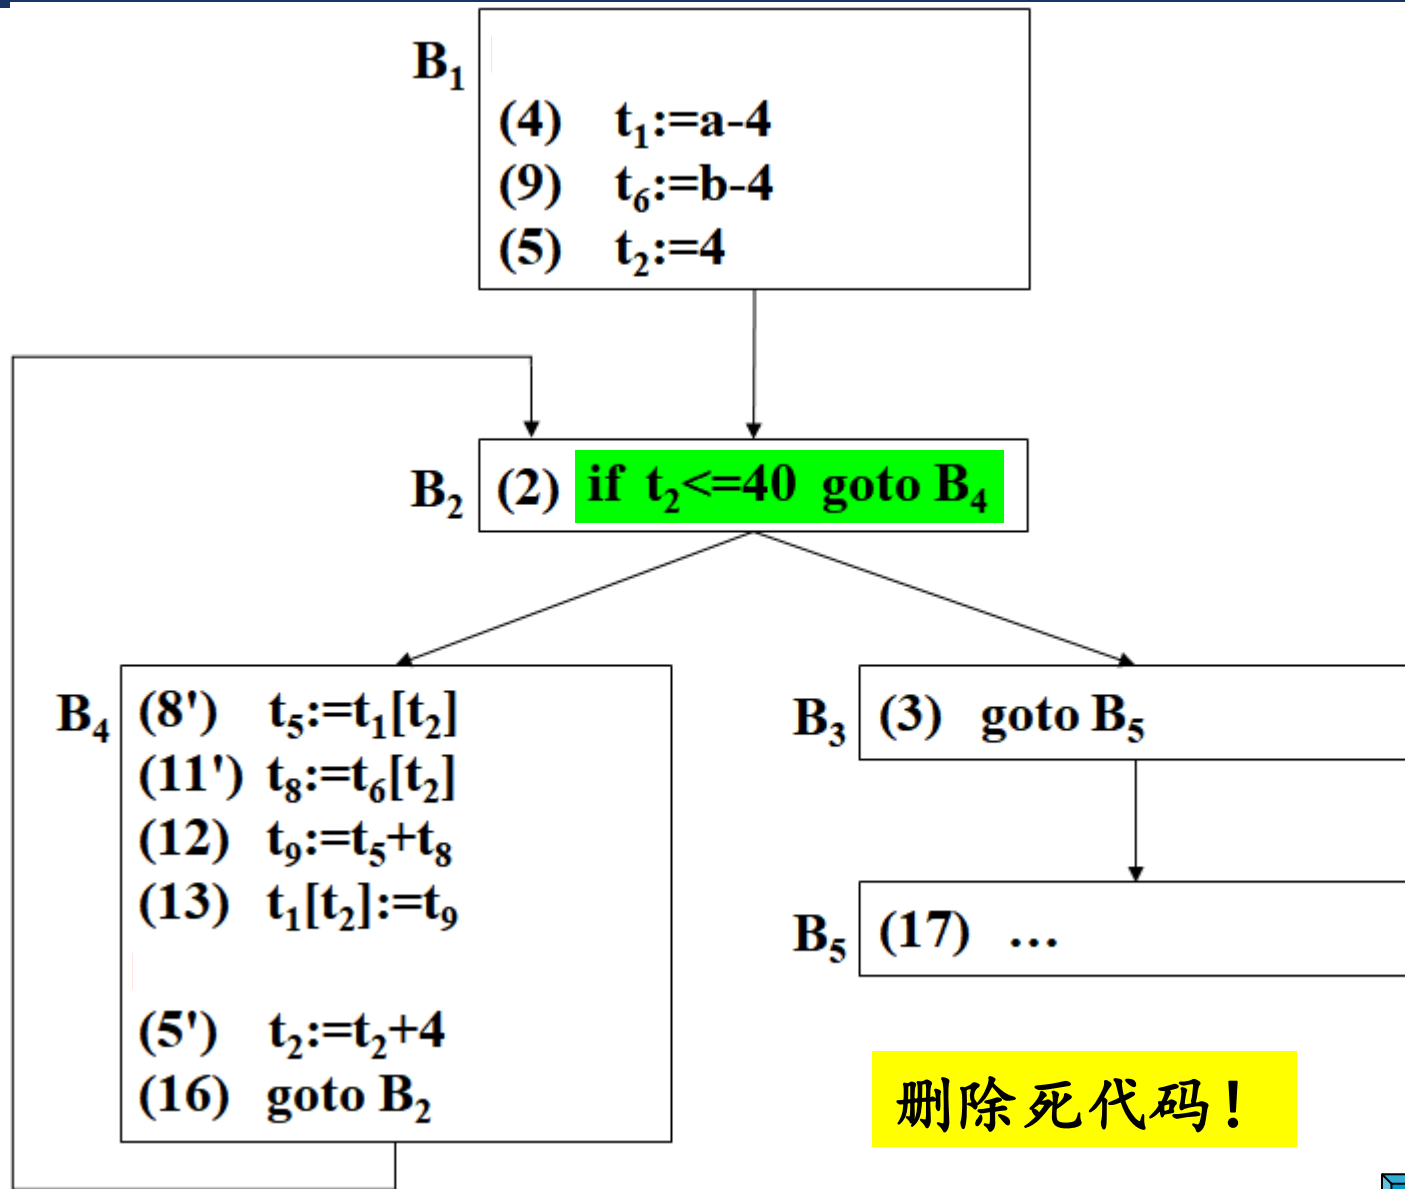 B₁
(4) t₁:=a-4
(9) t₆:=b-4
(5) t₂:=4
B₂ (2) if t₂<=40 goto B₄
B₄ (8') t₅:=t₁[t₂]
(11') t₈:=t₆[t₂]
(12) t₉:=t₅+t₈
(13) t₁[t₂]:=t₉
(5') t₂:=t₂+4
(16) goto B₂
B₃ (3) goto B₅
B₅ (17) …
删除死代码！